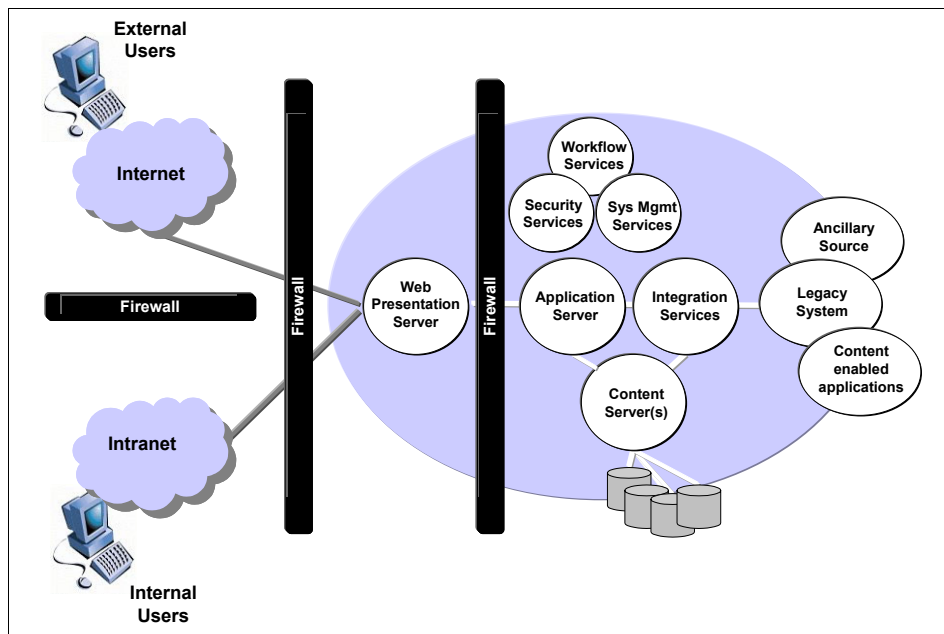 External
Users
Internet
Firewall
Intranet
Internal
Users
Firewall
Web
Presentation
Server
Firewall
Workflow
Services
Security
Services
Sys Mgmt
Services
Application
Server
Integration
Services
Content
Server(s)
Ancillary
Source
Legacy
System
Content
enabled
applications